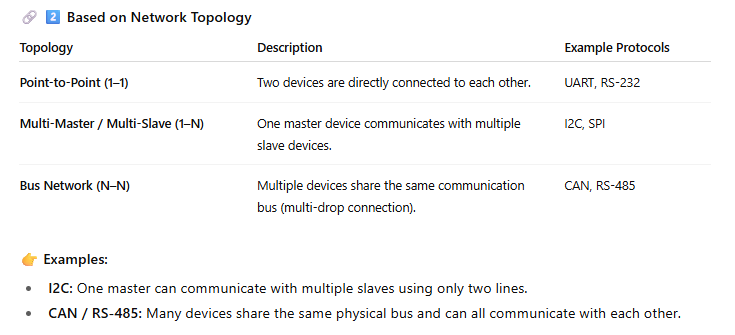 🔗 2️⃣ Based on Network Topology
Topology Description Example Protocols
Point-to-Point (1–1) Two devices are directly connected to each other. UART, RS-232
Multi-Master / Multi-Slave (1–N) One master device communicates with multiple I2C, SPI
slave devices.
Bus Network (N–N) Multiple devices share the same communication CAN, RS-485
bus (multi-drop connection).
👉 Examples:
• I2C: One master can communicate with multiple slaves using only two lines.
• CAN / RS-485: Many devices share the same physical bus and can all communicate with each other.